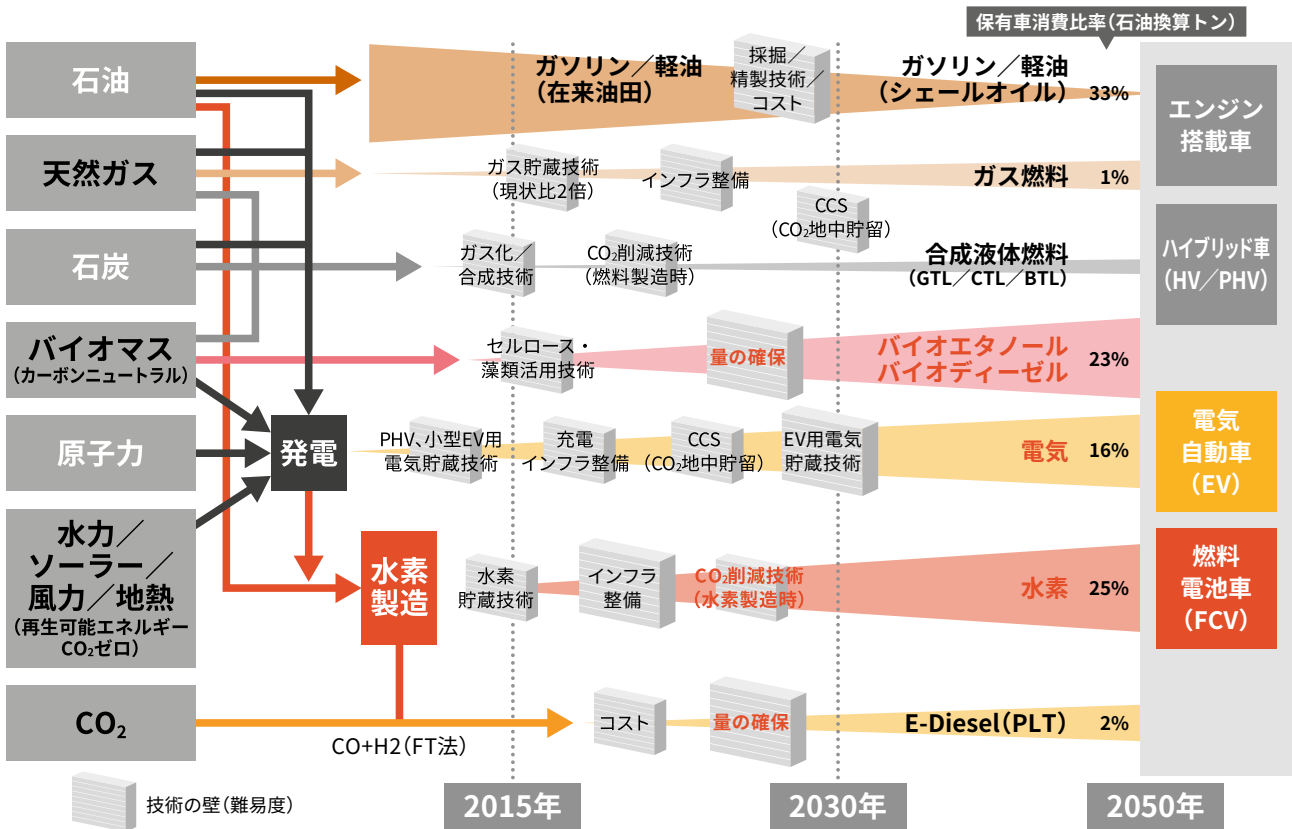 保有車消費比率（石油換算トン）
石油
天然ガス
石炭
バイオマス
（カーボンニュートラル）
原子力
水力／
ソーラー／
風力／地熱
（再生可能エネルギー
CO₂ゼロ）
CO₂
発電
水素
製造
CO+H2（FT法）
ガソリン／軽油
（在来油田）
採掘／
精製技術／
コスト
ガソリン／軽油
（シェールオイル）
33%
ガス貯蔵技術
（現状比2倍）
インフラ整備
ガス燃料
1%
CCS
（CO₂地中貯留）
ガス化／
合成技術
CO₂削減技術
（燃料製造時）
合成液体燃料
（GTL／CTL／BTL）
セルロース・
藻類活用技術
量の確保
バイオエタノール
バイオディーゼル
23%
PHV、小型EV用
電気貯蔵技術
充電
インフラ整備
CCS
（CO₂地中貯留）
EV用電気
貯蔵技術
電気
16%
水素
貯蔵技術
インフラ
整備
CO₂削減技術
（水素製造時）
水素
25%
コスト
量の確保
E-Diesel（PLT）
2%
エンジン
搭載車
ハイブリッド車
（HV／PHV）
電気
自動車
（EV）
燃料
電池車
（FCV）
技術の壁（難易度）
2015年
2030年
2050年